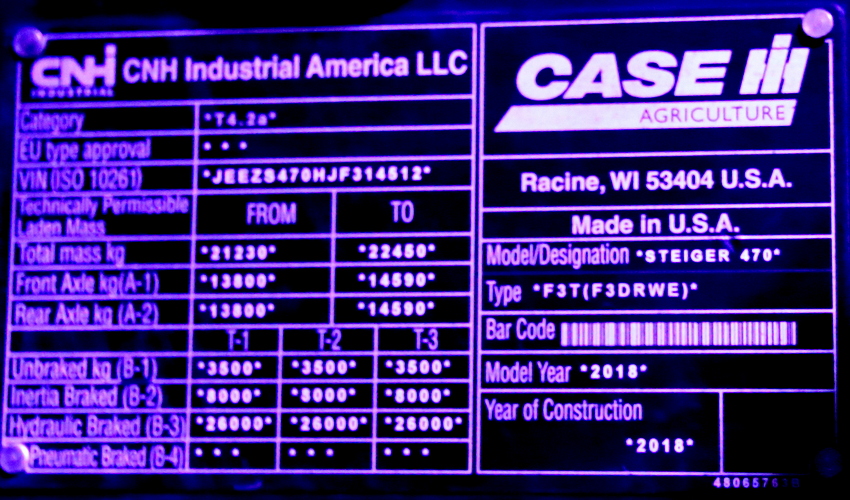 CNH INDUSTRIAL CNH Industrial America LLC
Category *T4.2a*
EU type approval * * *
VIN (ISO 10261) *JEEZS470HJF314512*
Technically Permissible Laden Mass FROM TO
Total mass kg *21230* *22450*
Front Axle kg(A-1) *13800* *14590*
Rear Axle kg (A-2) *13800* *14590*
T-1 T-2 T-3
Unbraked kg (B-1) *3500* *3500* *3500*
Inertia Braked (B-2) *8000* *8000* *8000*
Hydraulic Braked (B-3) *26000* *26000* *26000*
Pneumatic Braked (B-4) * * * * * * * * *
CASE IH
AGRICULTURE
Racine, WI 53404 U.S.A.
Made in U.S.A.
Model/Designation *STEIGER 470*
Type *F3T(F3DRWE)*
Bar Code
Model Year *2018*
Year of Construction
*2018*